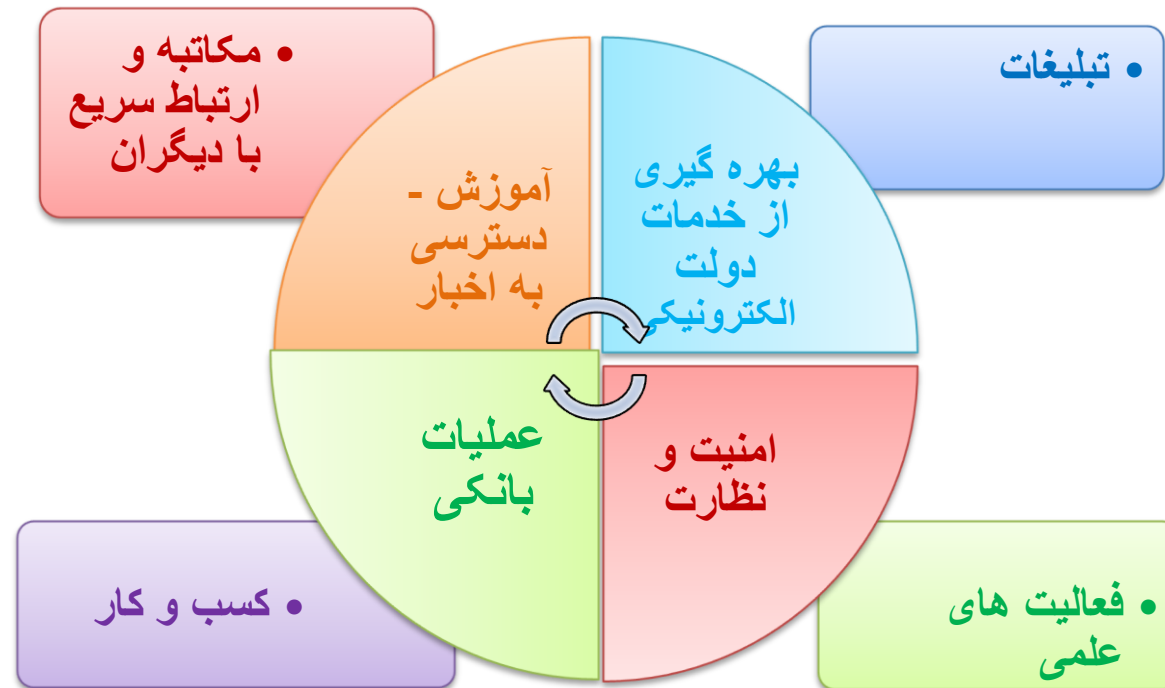 • تبلیغات
• مکاتبه و
ارتباط سریع
با دیگران
بهره گیری
از خدمات
دولت
الکترونیکی
آموزش -
دسترسی
به اخبار
امنیت و
نظارت
عملیات
بانکی
• فعالیت های
علمی
• کسب و کار